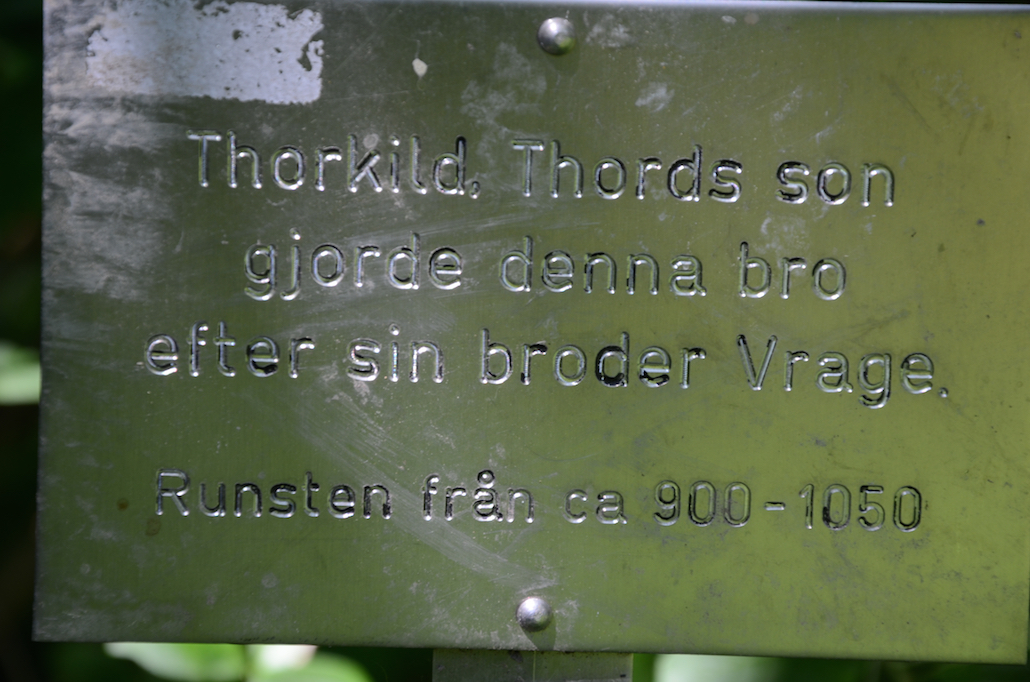 Thorkild, Thords son
gjorde denna bro
efter sin broder Vrage.
Runsten från ca 900-1050